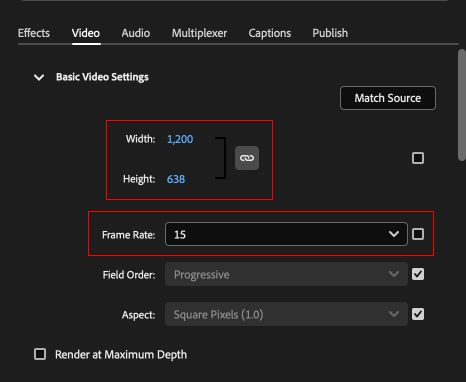 Effects Video Audio Multiplexer Captions Publish
Basic Video Settings
Match Source
Width: 1,200
Height: 638
Frame Rate: 15
Field Order: Progressive
Aspect: Square Pixels (1.0)
Render at Maximum Depth